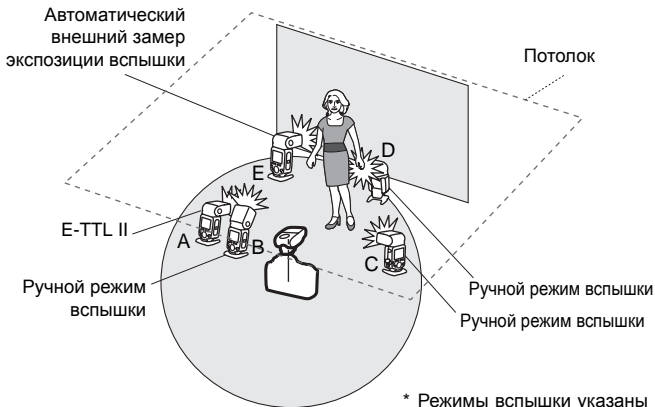 Автоматический
внешний замер
экспозиции вспышки
Потолок
D
E
E-TTL II
A
B
C
Ручной режим
вспышки
Ручной режим вспышки
Ручной режим вспышки
* Режимы вспышки указаны